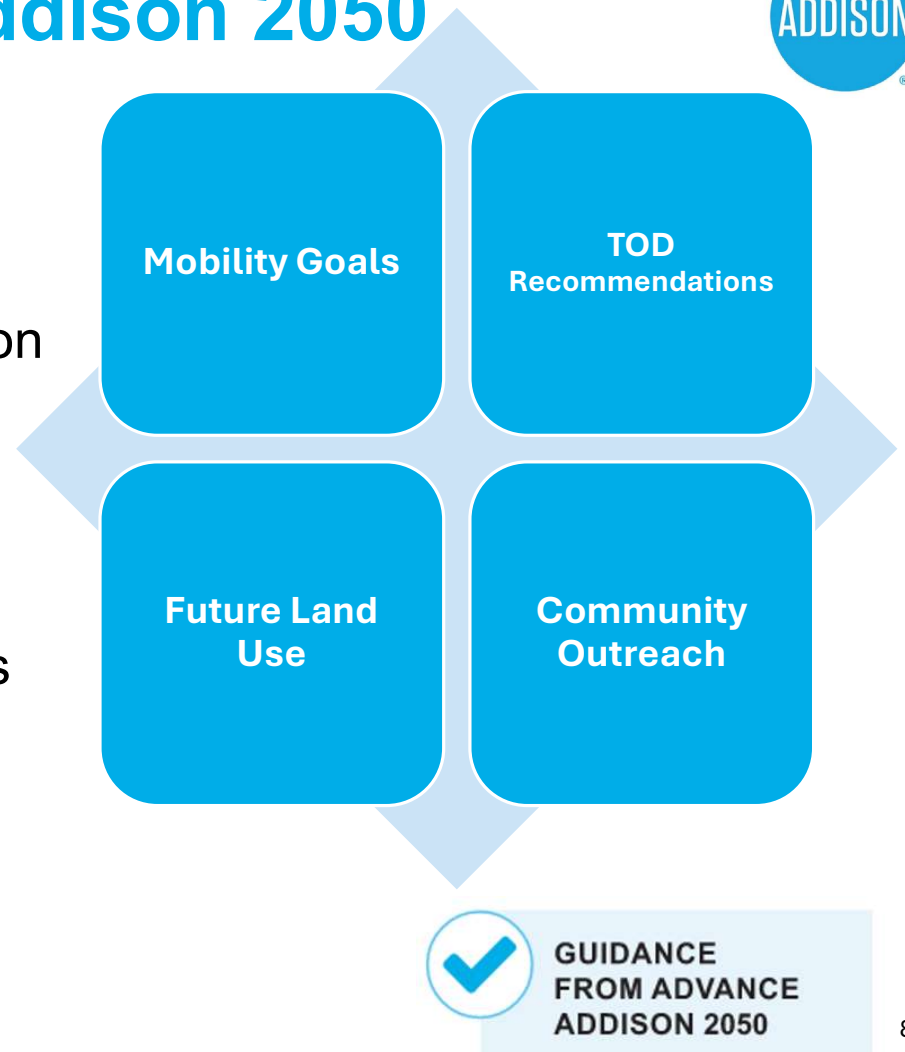 ddison 2050
ADDISON
®
Mobility Goals
TOD
Recommendations
on
Future Land
Use
Community
Outreach
s
GUIDANCE
FROM ADVANCE
ADDISON 2050
8